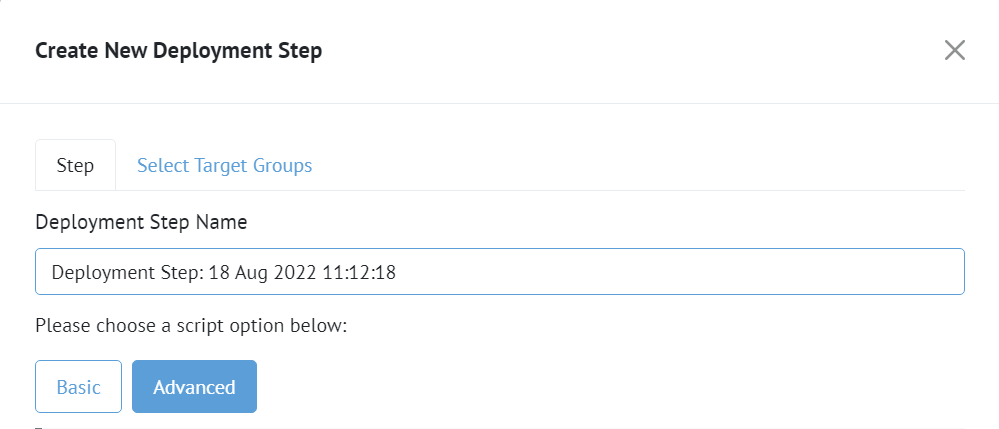 Create New Deployment Step
Step Select Target Groups
Deployment Step Name
Deployment Step: 18 Aug 2022 11:12:18
Please choose a script option below:
Basic Advanced